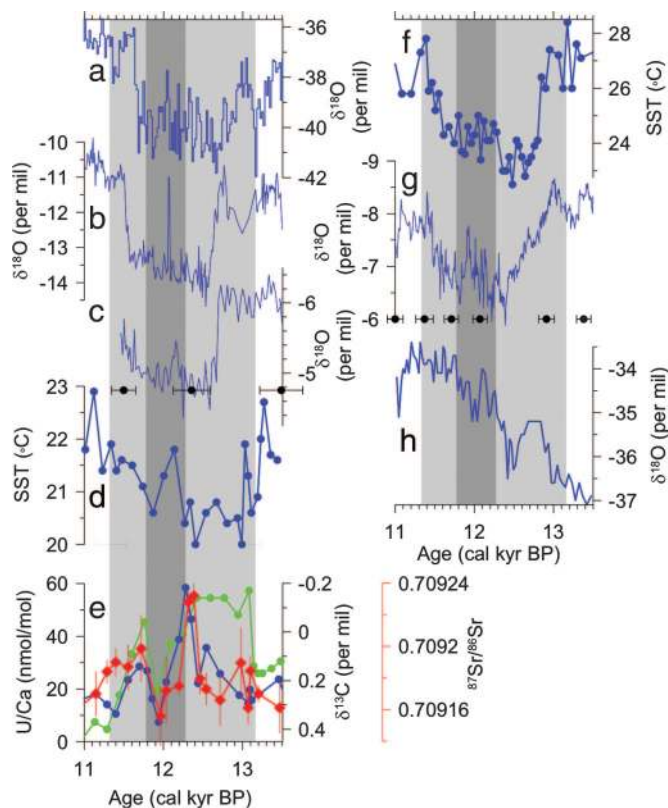 a
-36
-38
-40
-42
δ18O
(per mil)
-10
-11
-12
-13
-14
δ18O (per mil)
b
δ18O
(per mil)
c
-6
-5
δ18O
(per mil)
23
22
21
20
SST (◦C)
d
60
40
20
0
U/Ca (nmol/mol)
e
-0.2
0
0.2
0.4
δ13C (per mil)
0.70924
0.7092
0.70916
87Sr/86Sr
11 12 13
Age (cal kyr BP)
f
28
26
24
SST (◦C)
-9
-8
-7
-6
g
h
-34
-35
-36
-37
δ18O (per mil)
11 12 13
Age (cal kyr BP)